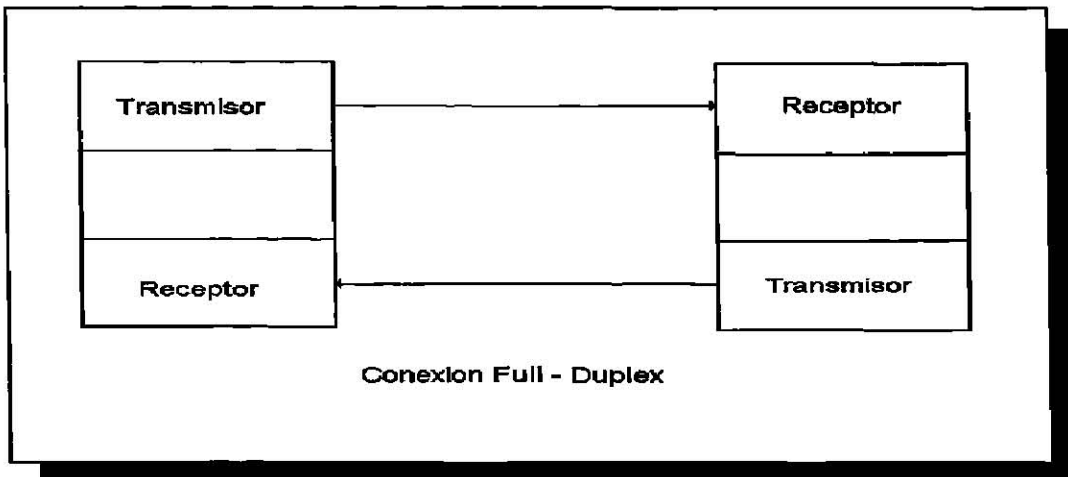 Transmisor
Receptor
Receptor
Transmisor
Conexion Full - Duplex